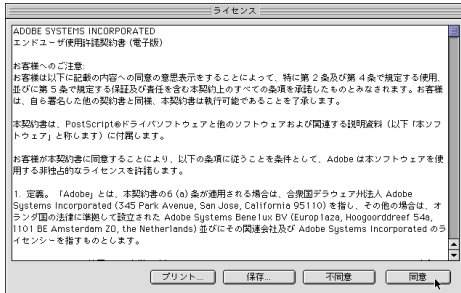 ライセンス
ADOBE SYSTEMS INCORPORATED
エンドユーザ使用許諾契約書 (電子版)
お客様へのご注意:
お客様は以下に記載の内容への同意の意思表示をすることによって、特に第 2 条及び第 4 条で規定する使用、
並びに第 5 条で規定する保証及び責任を含む本契約上のすべての条項を承諾したものとみなされます。お客様
は、自ら署名した他の契約書と同様、本契約書は執行可能であることを了承します。
本契約書は、PostScript®ドライバソフトウェアと他のソフトウェアおよび関連する説明資料 (以下「本ソフ
トウェア」と称します) に付属します。
お客様が本契約書に同意することにより、以下の条項に従うことを条件として、Adobe は本ソフトウェアを使
用する非独占的なライセンスを許諾します。
1. 定義。「Adobe」とは、本契約書の6 (a) 条が適用される場合は、合衆国デラウェア州法人 Adobe
Systems Incorporated (345 Park Avenue, San Jose, California 95110) を指し、その他の場合は、オ
ランダ国の法律に準拠して設立された Adobe Systems Benelux BV (Europlaza, Hoogoorddreef 54a,
1101 BE Amsterdam ZO, the Netherlands) 並びにその関連会社及び Adobe Systems Incorporated のラ
イセンシーを指すものとします。
プリント... 保存... 不同意 同意